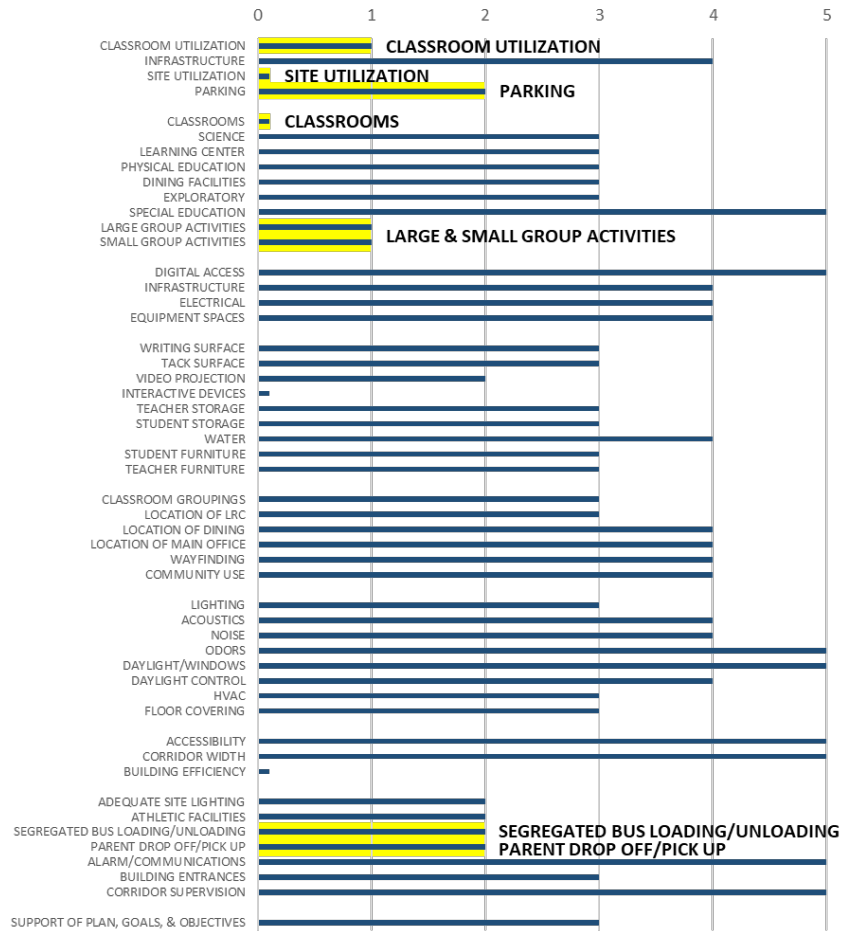 0 1 2 3 4 5
CLASSROOM UTILIZATION CLASSROOM UTILIZATION
INFRASTRUCTURE
SITE UTILIZATION SITE UTILIZATION
PARKING PARKING
CLASSROOMS CLASSROOMS
SCIENCE
LEARNING CENTER
PHYSICAL EDUCATION
DINING FACILITIES
EXPLORATORY
SPECIAL EDUCATION
LARGE GROUP ACTIVITIES
LARGE & SMALL GROUP ACTIVITIES
SMALL GROUP ACTIVITIES
DIGITAL ACCESS
INFRASTRUCTURE
ELECTRICAL
EQUIPMENT SPACES
WRITING SURFACE
TACK SURFACE
VIDEO PROJECTION
INTERACTIVE DEVICES
TEACHER STORAGE
STUDENT STORAGE
WATER
STUDENT FURNITURE
TEACHER FURNITURE
CLASSROOM GROUPINGS
LOCATION OF LRC
LOCATION OF DINING
LOCATION OF MAIN OFFICE
WAYFINDING
COMMUNITY USE
LIGHTING
ACOUSTICS
NOISE
ODORS
DAYLIGHT/WINDOWS
DAYLIGHT CONTROL
HVAC
FLOOR COVERING
ACCESSIBILITY
CORRIDOR WIDTH
BUILDING EFFICIENCY
ADEQUATE SITE LIGHTING
ATHLETIC FACILITIES
SEGREGATED BUS LOADING/UNLOADING SEGREGATED BUS LOADING/UNLOADING
PARENT DROP OFF/PICK UP PARENT DROP OFF/PICK UP
ALARM/COMMUNICATIONS
BUILDING ENTRANCES
CORRIDOR SUPERVISION
SUPPORT OF PLAN, GOALS, & OBJECTIVES